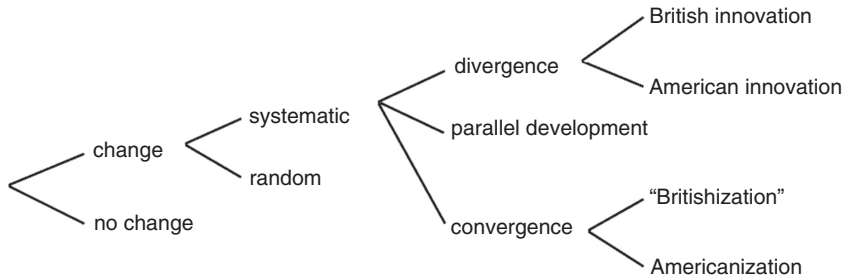 British innovation
divergence
American innovation
systematic
parallel development
change
random
"Britishization"
no change
convergence
Americanization